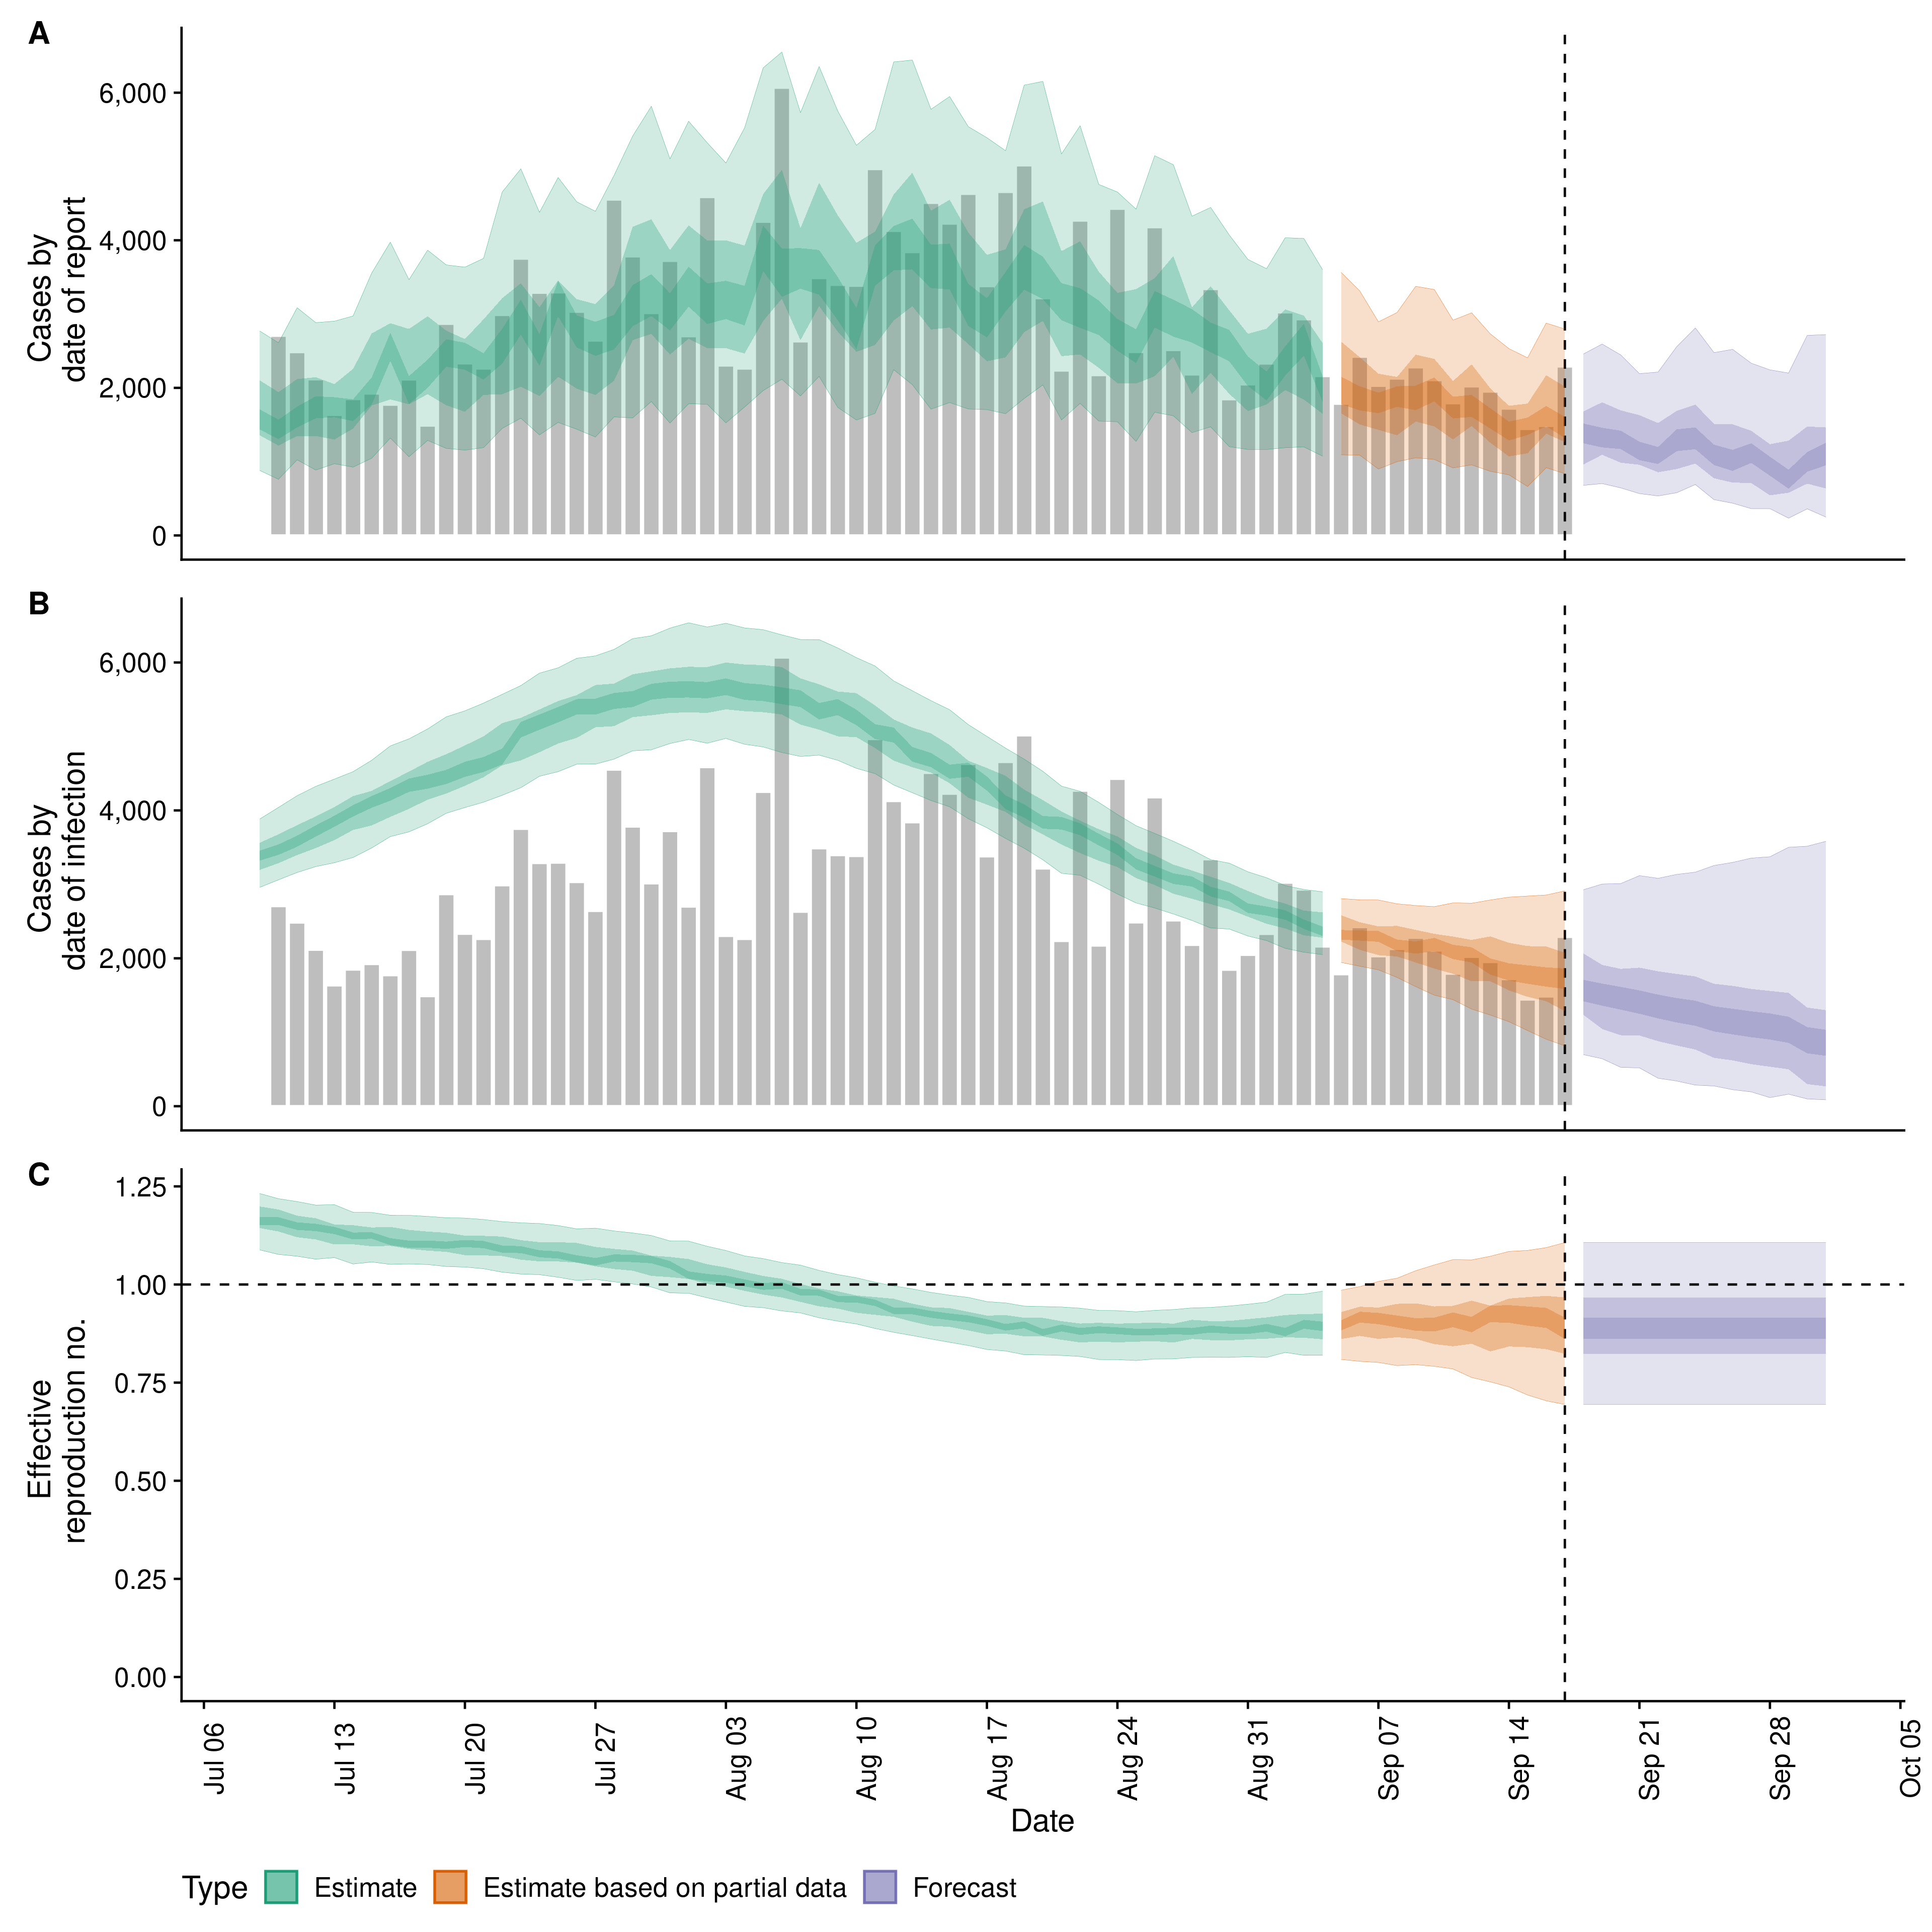 A
Cases by
date of report
6,000
4,000
2,000
0
B
Cases by
date of infection
6,000
4,000
2,000
0
C
Effective
reproduction no.
1.25
1.00
0.75
0.50
0.25
0.00
Jul 06
Jul 13
Jul 20
Jul 27
Aug 03
Aug 10
Aug 17
Aug 24
Aug 31
Sep 07
Sep 14
Sep 21
Sep 28
Oct 05
Date
Type Estimate Estimate based on partial data Forecast